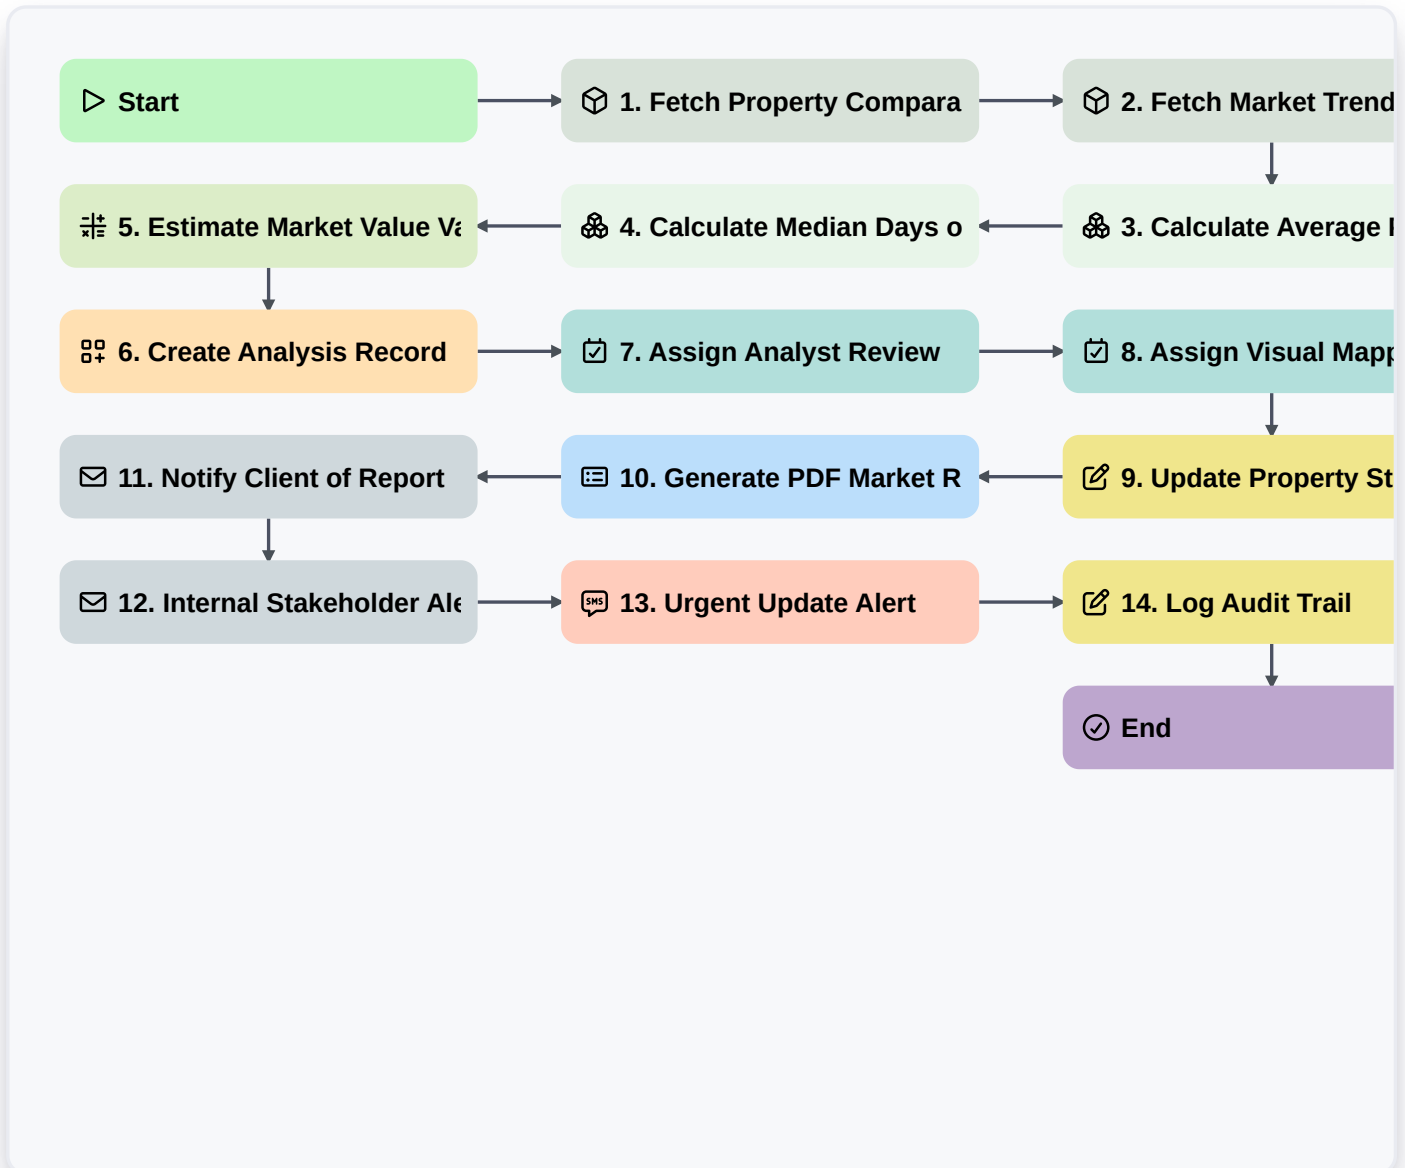 Start
1. Fetch Property Compara
2. Fetch Market Trend
5. Estimate Market Value Va
4. Calculate Median Days o
3. Calculate Average
6. Create Analysis Record
7. Assign Analyst Review
8. Assign Visual Mapp
11. Notify Client of Report
10. Generate PDF Market R
9. Update Property St
12. Internal Stakeholder Ale
SMS
13. Urgent Update Alert
14. Log Audit Trail
End